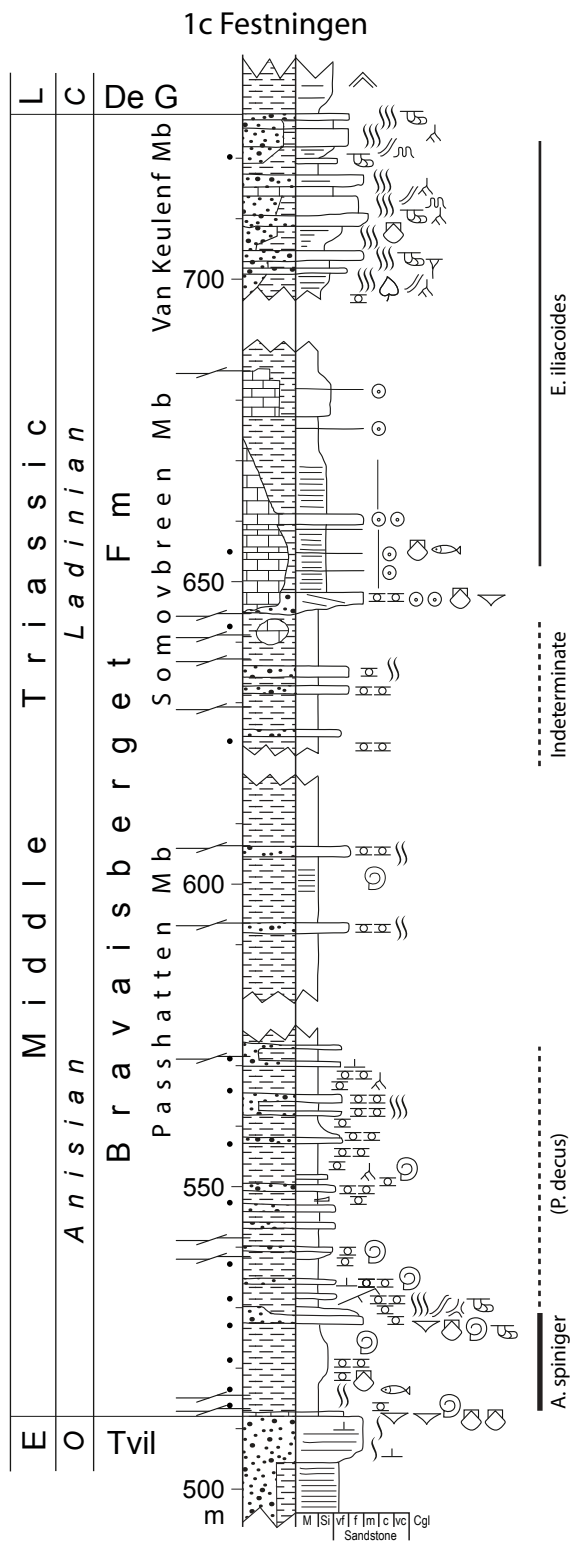 1c Festningen
L
C
De G
Van Keulenf Mb
700
E. iliacoides
Middle Triassic
Ladinian
Bravaisberget Fm
Somovbreen Mb
650
Indeterminate
600
Passhatten Mb
Anisian
(P. decus)
550
A. spiniger
E
O
Tvil
500
m
M Si vf f m c vc Cgl
Sandstone